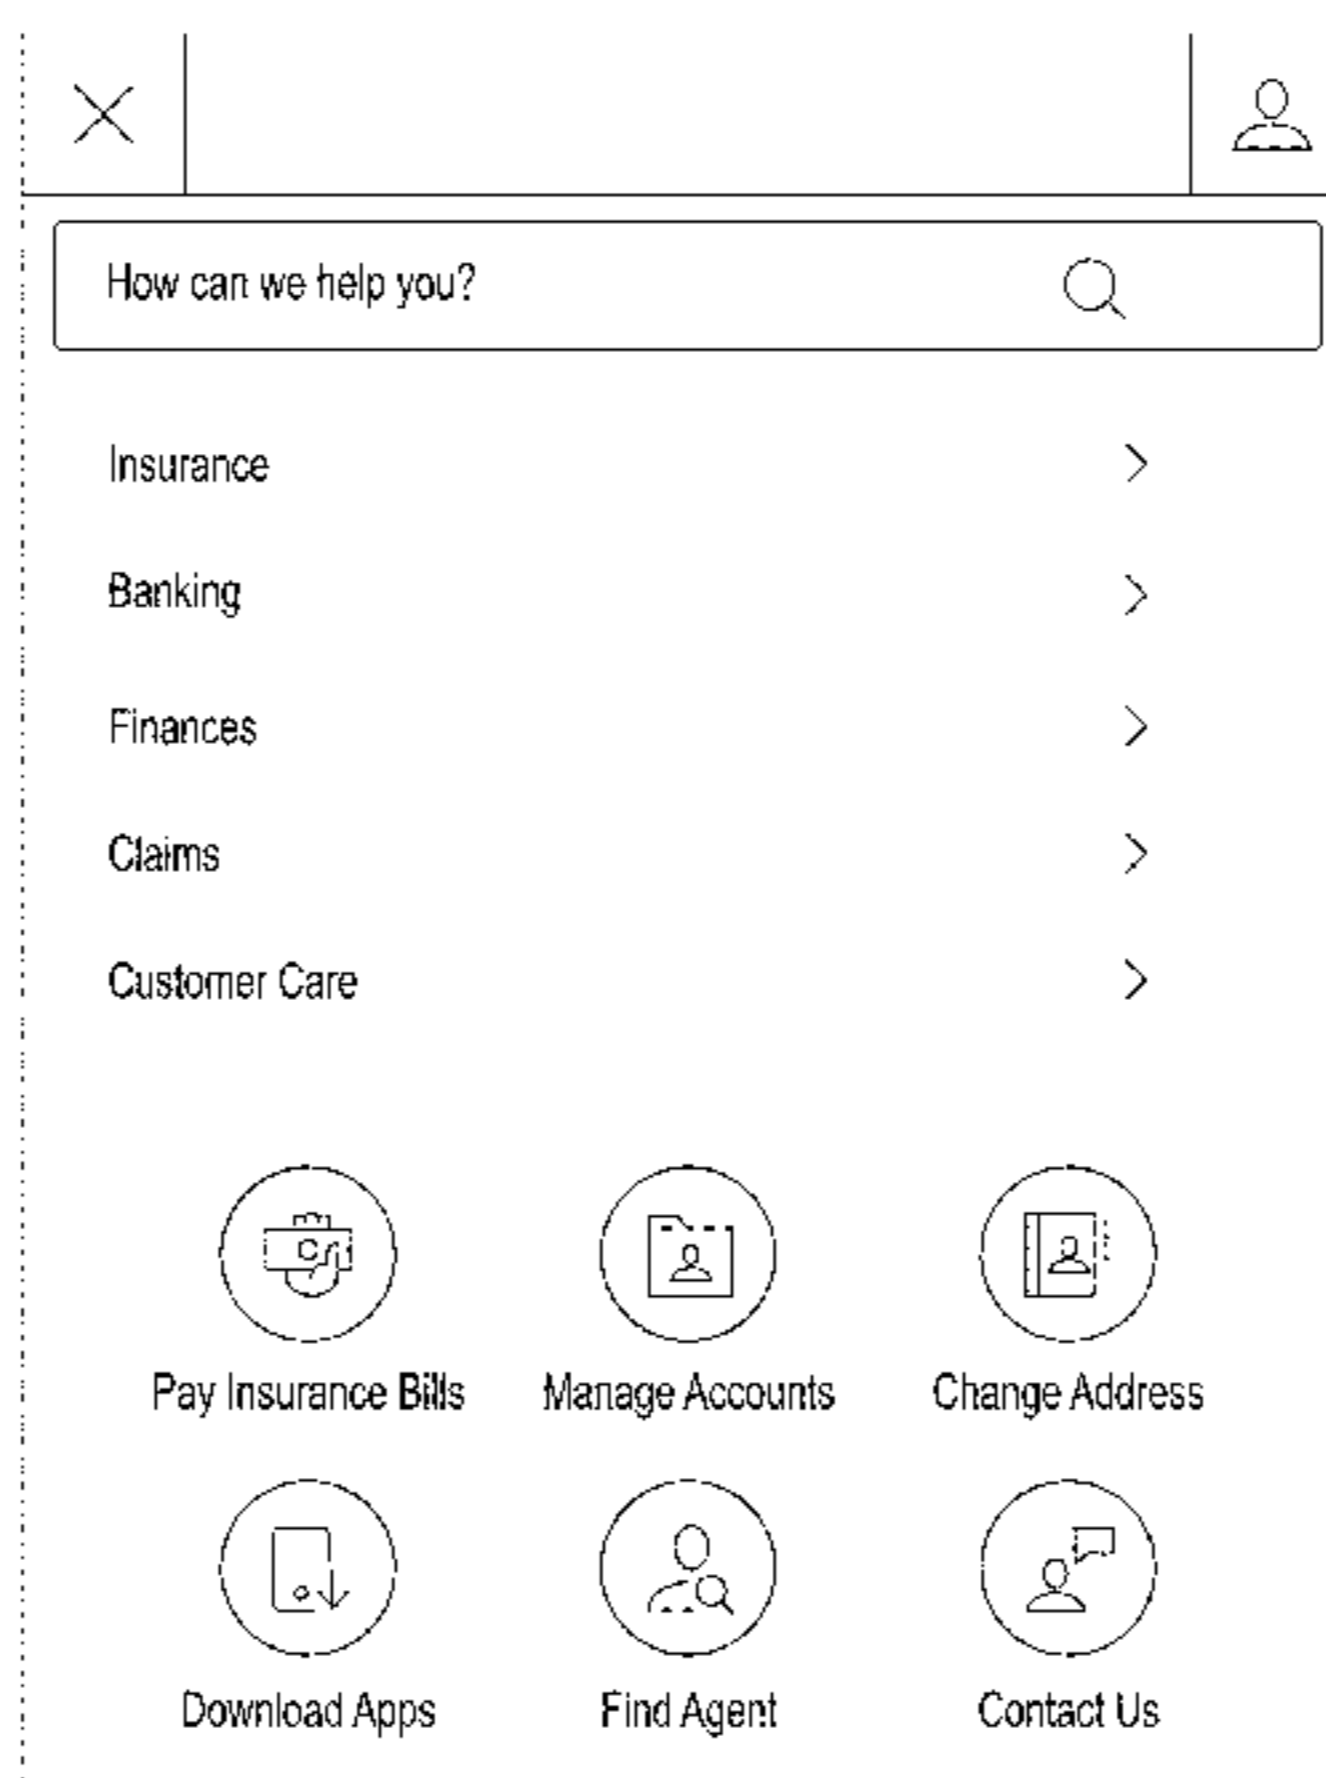 How can we help you?
Insurance
Banking
Finances
Claims
Customer Care
Pay Insurance Bills
Manage Accounts
Change Address
Download Apps
Find Agent
Contact Us